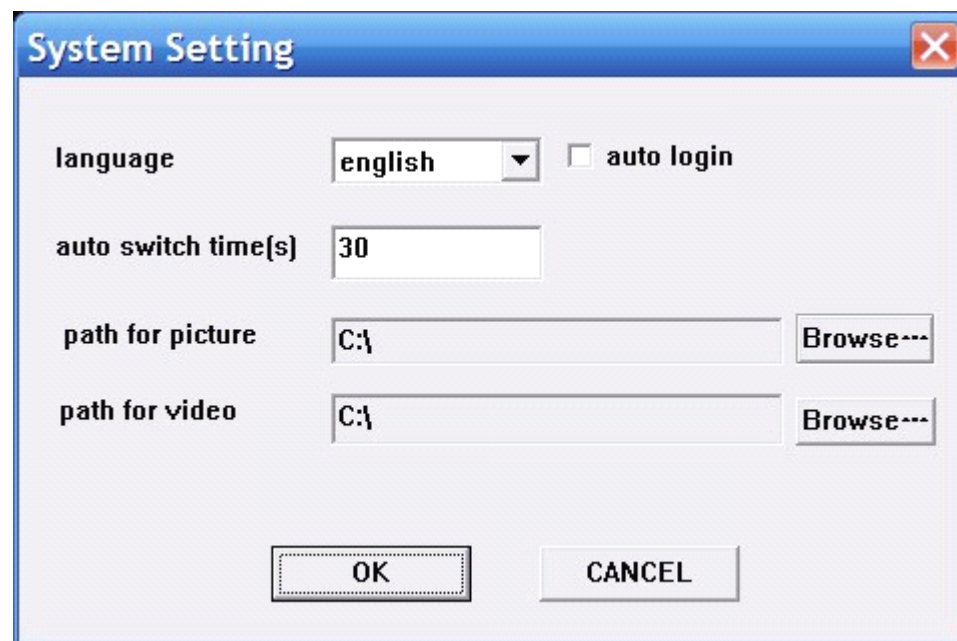 System Setting
language english auto login
auto switch time(s) 30
path for picture C:\ Browse---
path for video C:\ Browse---
OK CANCEL